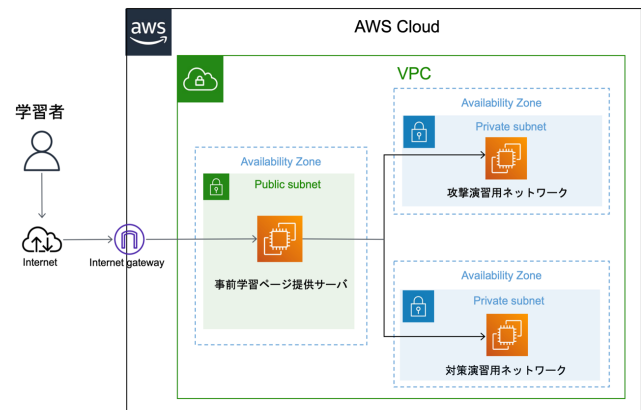 aws
AWS Cloud
VPC
学習者
Internet
Internet gateway
Availability Zone
Public subnet
事前学習ページ提供サーバ
Availability Zone
Private subnet
攻撃演習用ネットワーク
Availability Zone
Private subnet
対策演習用ネットワーク